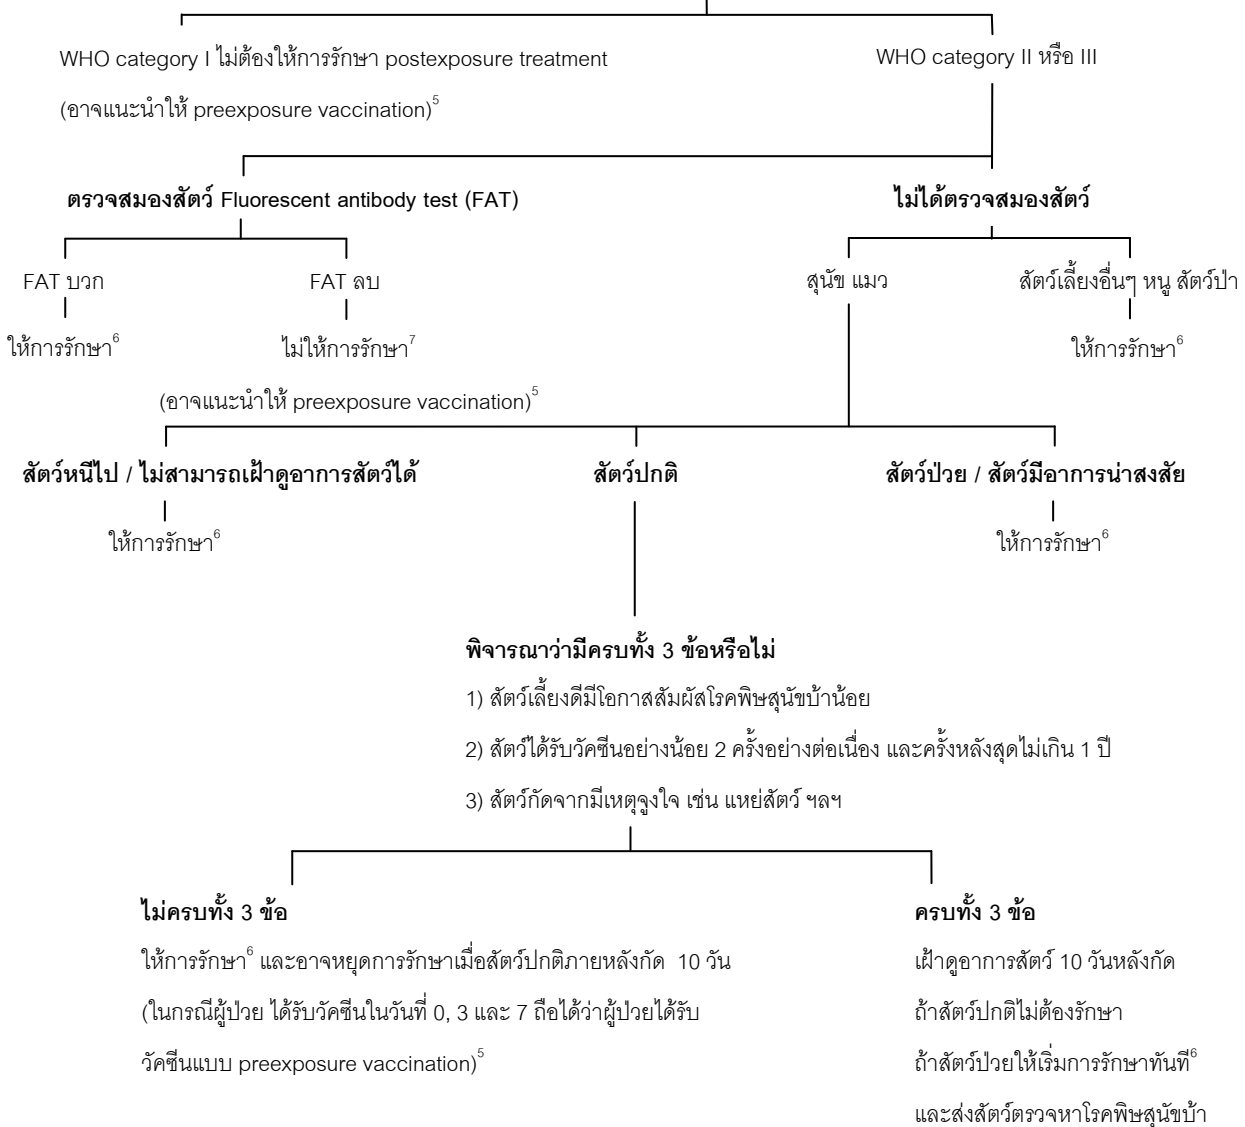 WHO category I ไม่ต้องให้การรักษา postexposure treatment
(อาจแนะนำให้ preexposure vaccination)⁵
WHO category II หรือ III
ตรวจสมองสัตว์ Fluorescent antibody test (FAT)
ไม่ได้ตรวจสมองสัตว์
FAT บวก
FAT ลบ
สุนัข แมว
สัตว์เลี้ยงอื่นๆ หนู สัตว์ป่า
ให้การรักษา⁶
ไม่ให้การรักษา⁷
ให้การรักษา⁶
(อาจแนะนำให้ preexposure vaccination)⁵
สัตว์หนีไป / ไม่สามารถเฝ้าดูอาการสัตว์ได้
สัตว์ปกติ
สัตว์ป่วย / สัตว์มีอาการน่าสงสัย
ให้การรักษา⁶
ให้การรักษา⁶
พิจารณาว่ามีครบทั้ง 3 ข้อหรือไม่
1) สัตว์เลี้ยงดีมีโอกาสสัมผัสโรคพิษสุนัขบ้าน้อย
2) สัตว์ได้รับวัคซีนอย่างน้อย 2 ครั้งอย่างต่อเนื่อง และครั้งหลังสุดไม่เกิน 1 ปี
3) สัตว์กัดจากมีเหตุจูงใจ เช่น แหย่สัตว์ ฯลฯ
ไม่ครบทั้ง 3 ข้อ
ให้การรักษา⁶ และอาจหยุดการรักษาเมื่อสัตว์ปกติภายหลังกัด 10 วัน
(ในกรณีผู้ป่วย ได้รับวัคซีนในวันที่ 0, 3 และ 7 ถือได้ว่าผู้ป่วยได้รับ
วัคซีนแบบ preexposure vaccination)⁵
ครบทั้ง 3 ข้อ
เฝ้าดูอาการสัตว์ 10 วันหลังกัด
ถ้าสัตว์ปกติไม่ต้องรักษา
ถ้าสัตว์ป่วยให้เริ่มการรักษาทันที⁶
และส่งสัตว์ตรวจหาโรคพิษสุนัขบ้า